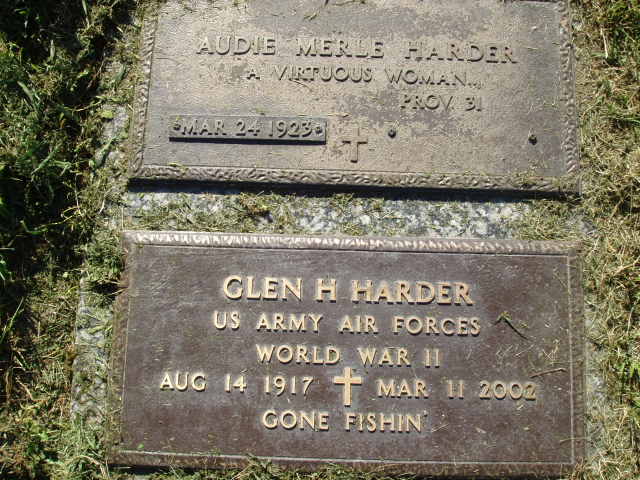 AUDIE MERLE HARDER
A VIRTUOUS WOMAN...
PROV 31
MAR 24 1923
GLEN H HARDER
US ARMY AIR FORCES
WORLD WAR II
AUG 14 1917 MAR 11 2002
GONE FISHIN'